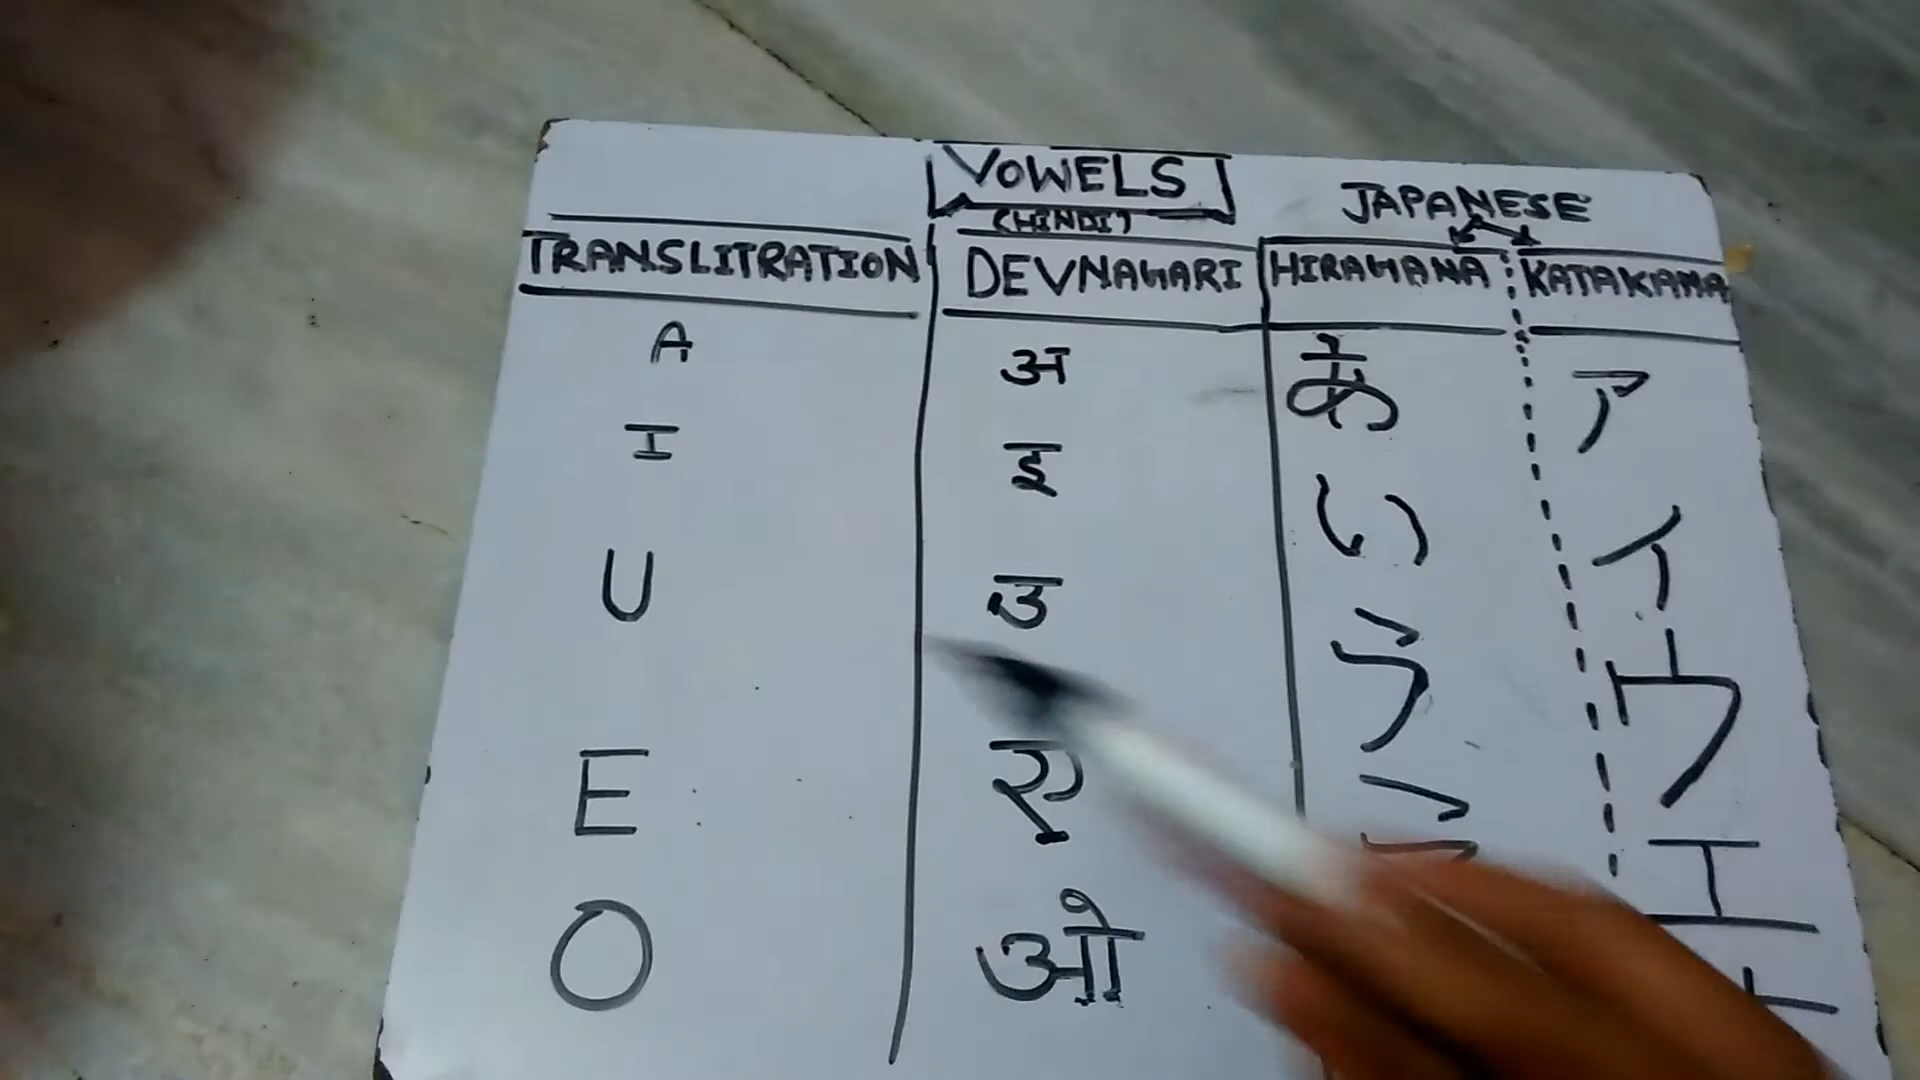 VOWELS
(HINDI)
JAPANESE
TRANSLITRATION DEVNAGARI HIRAGANA KATAKANA
A अ あ ア
I इ い イ
U उ う ウ
E ए エ
O ओ